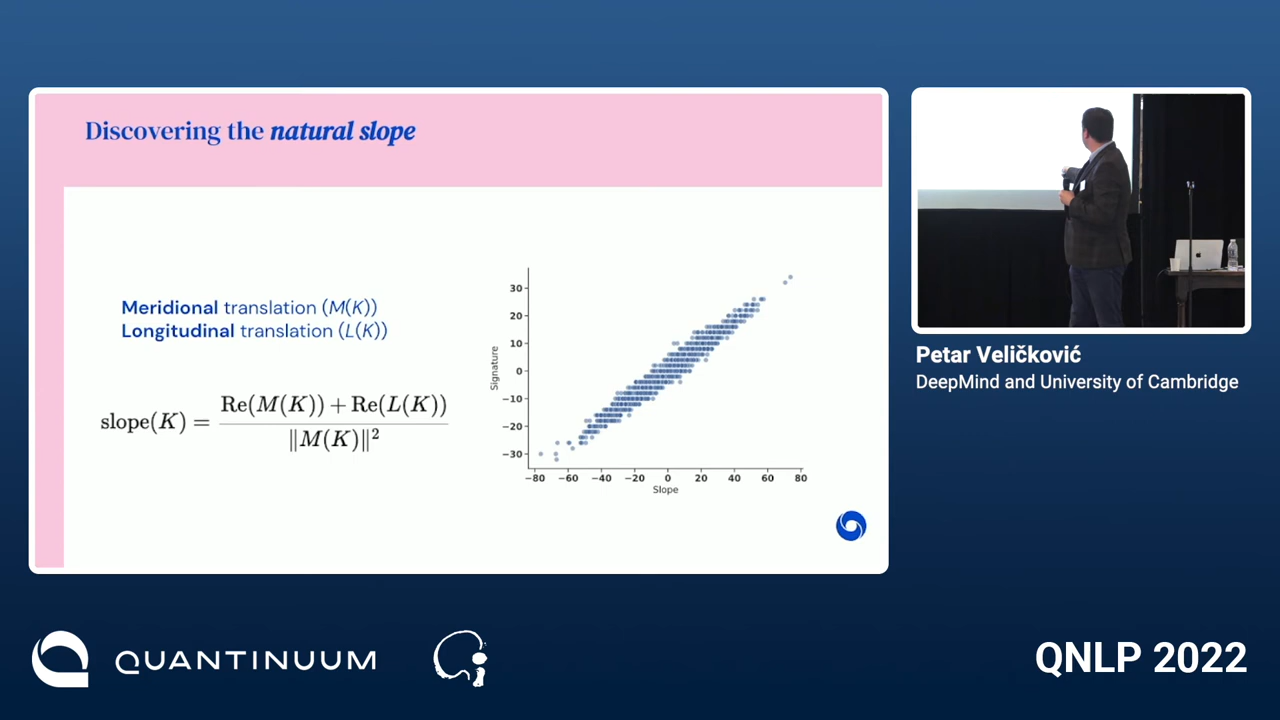 Discovering the natural slope
Meridional translation (M(K))
Longitudinal translation (L(K))
slope(K) = Re(M(K)) + Re(L(K)) / ‖M(K)‖²
Signature
30
20
10
0
−10
−20
−30
−80 −60 −40 −20 0 20 40 60 80
Slope
Petar Veličković
DeepMind and University of Cambridge
QUANTINUUM
QNLP 2022